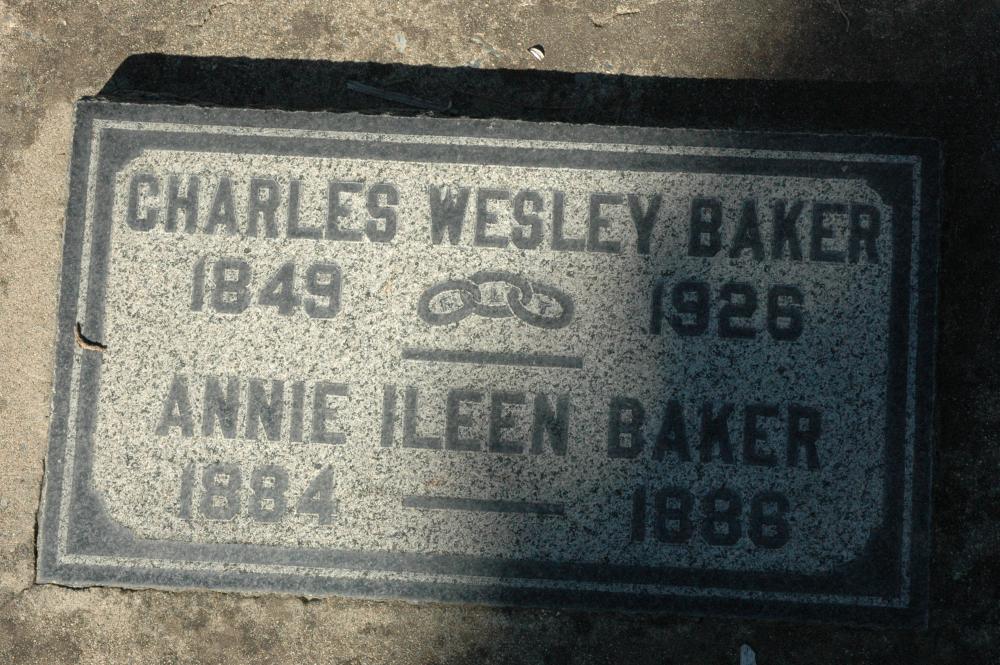 CHARLES WESLEY BAKER
1849 F L T 1926
ANNIE ILEEN BAKER
1884 — 1886